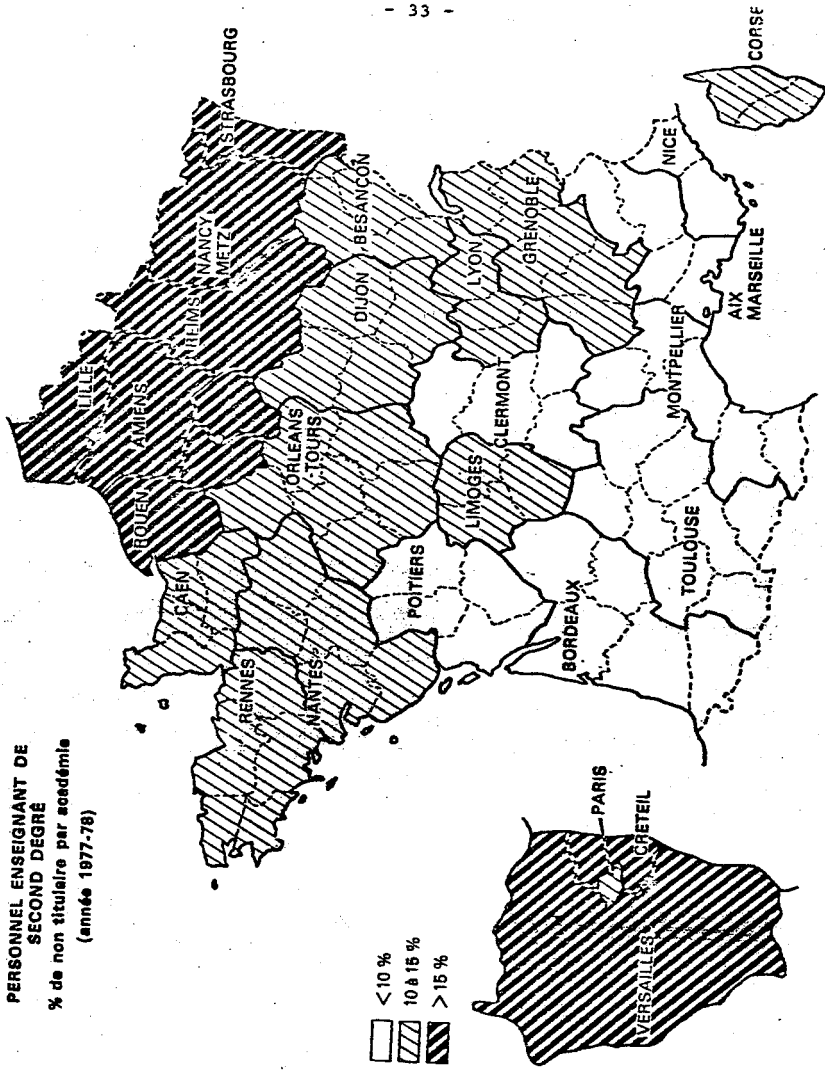 - 33 -
PERSONNEL ENSEIGNANT DE
SECOND DEGRÉ
% de non titulaire par académie
(année 1977-78)
< 10 %
10 à 15 %
> 15 %
LILLE
AMIENS
ROUEN
REIMS
NANCY
METZ
STRASBOURG
CAEN
RENNES
NANTES
ORLEANS
TOURS
DIJON
BESANCON
POITIERS
LIMOGES
CLERMONT
LYON
GRENOBLE
BORDEAUX
TOULOUSE
MONTPELLIER
AIX
MARSEILLE
NICE
CORSE
PARIS
CRETEIL
VERSAILLES